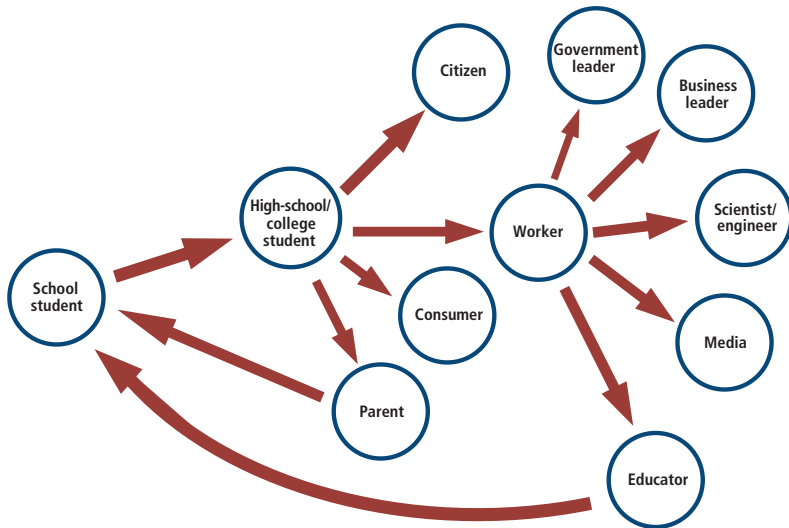 Government
leader
Citizen
Business
leader
High-school/
college
student
Worker
Scientist/
engineer
School
student
Consumer
Media
Parent
Educator